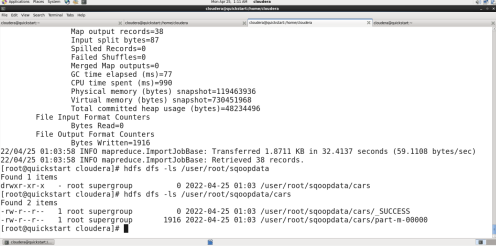 Applications Places System
Mon Apr 25, 1:11 AM cloudera
cloudera@quickstart:/home/cloudera
File Edit View Search Terminal Tabs Help
cloudera@quickstart:~ cloudera@quickstart:/home/cloudera cloudera@quickstart:/home/cloudera cloudera@quickstart:~
Map output records=38
Input split bytes=87
Spilled Records=0
Failed Shuffles=0
Merged Map outputs=0
GC time elapsed (ms)=77
CPU time spent (ms)=990
Physical memory (bytes) snapshot=119463936
Virtual memory (bytes) snapshot=730451968
Total committed heap usage (bytes)=48234496
File Input Format Counters
Bytes Read=0
File Output Format Counters
Bytes Written=1916
22/04/25 01:03:58 INFO mapreduce.ImportJobBase: Transferred 1.8711 KB in 32.4137 seconds (59.1108 bytes/sec)
22/04/25 01:03:58 INFO mapreduce.ImportJobBase: Retrieved 38 records.
[root@quickstart cloudera]# hdfs dfs -ls /user/root/sqoopdata
Found 1 items
drwxr-xr-x - root supergroup 0 2022-04-25 01:03 /user/root/sqoopdata/cars
[root@quickstart cloudera]# hdfs dfs -ls /user/root/sqoopdata/cars
Found 2 items
-rw-r--r-- 1 root supergroup 0 2022-04-25 01:03 /user/root/sqoopdata/cars/_SUCCESS
-rw-r--r-- 1 root supergroup 1916 2022-04-25 01:03 /user/root/sqoopdata/cars/part-m-00000
[root@quickstart cloudera]#
cloudera@quickstart:...